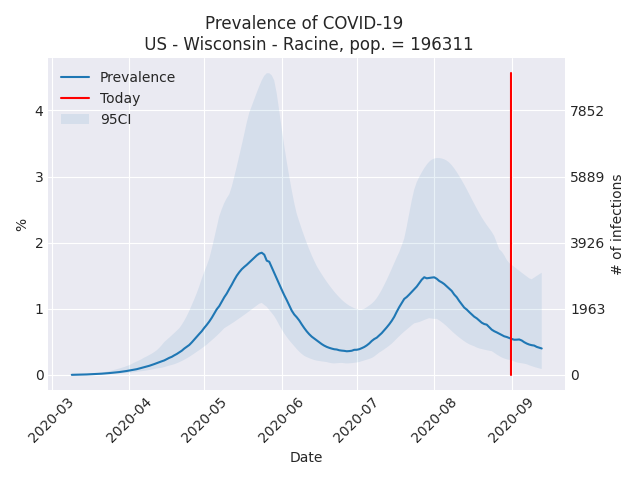 Prevalence of COVID-19
US - Wisconsin - Racine, pop. = 196311
Prevalence
Today
95CI
4
3
2
1
0
%
7852
5889
3926
1963
0
# of infections
2020-03
2020-04
2020-05
2020-06
2020-07
2020-08
2020-09
Date